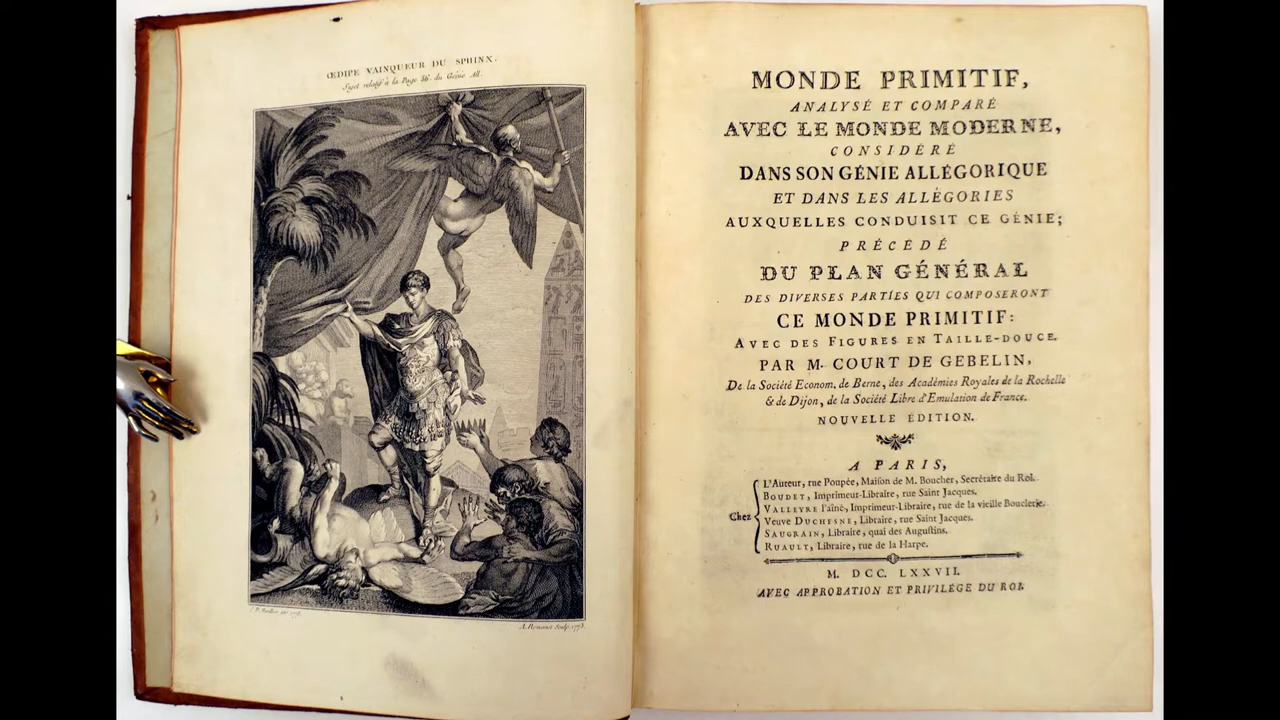 ŒDIPE VAINQUEUR DU SPHINX.
Sujet relatif à la Page 36. du Génie All.
A. Romanet Sculp. 1773.
MONDE PRIMITIF,
ANALYSÉ ET COMPARÉ
AVEC LE MONDE MODERNE,
CONSIDÉRÉ
DANS SON GÉNIE ALLÉGORIQUE
ET DANS LES ALLÉGORIES
AUXQUELLES CONDUISIT CE GÉNIE;
PRÉCÉDÉ
DU PLAN GÉNÉRAL
DES DIVERSES PARTIES QUI COMPOSERONT
CE MONDE PRIMITIF:
AVEC DES FIGURES EN TAILLE-DOUCE.
PAR M. COURT DE GEBELIN,
De la Société Econom. de Berne, des Académies Royales de la Rochelle
& de Dijon, de la Société Libre d'Emulation de France.
NOUVELLE ÉDITION.
A PARIS,
Chez
L'Auteur, rue Poupée, Maison de M. Boucher, Secrétaire du Roi.
BOUDET, Imprimeur-Libraire, rue Saint Jacques.
VALLEYRE l'aîné, Imprimeur-Libraire, rue de la vieille Bouclerie.
Veuve DUCHESNE, Libraire, rue Saint Jacques.
SAUGRAIN, Libraire, quai des Augustins.
RUAULT, Libraire, rue de la Harpe.
M. DCC. LXXVII.
AVEC APPROBATION ET PRIVILÉGE DU ROI.